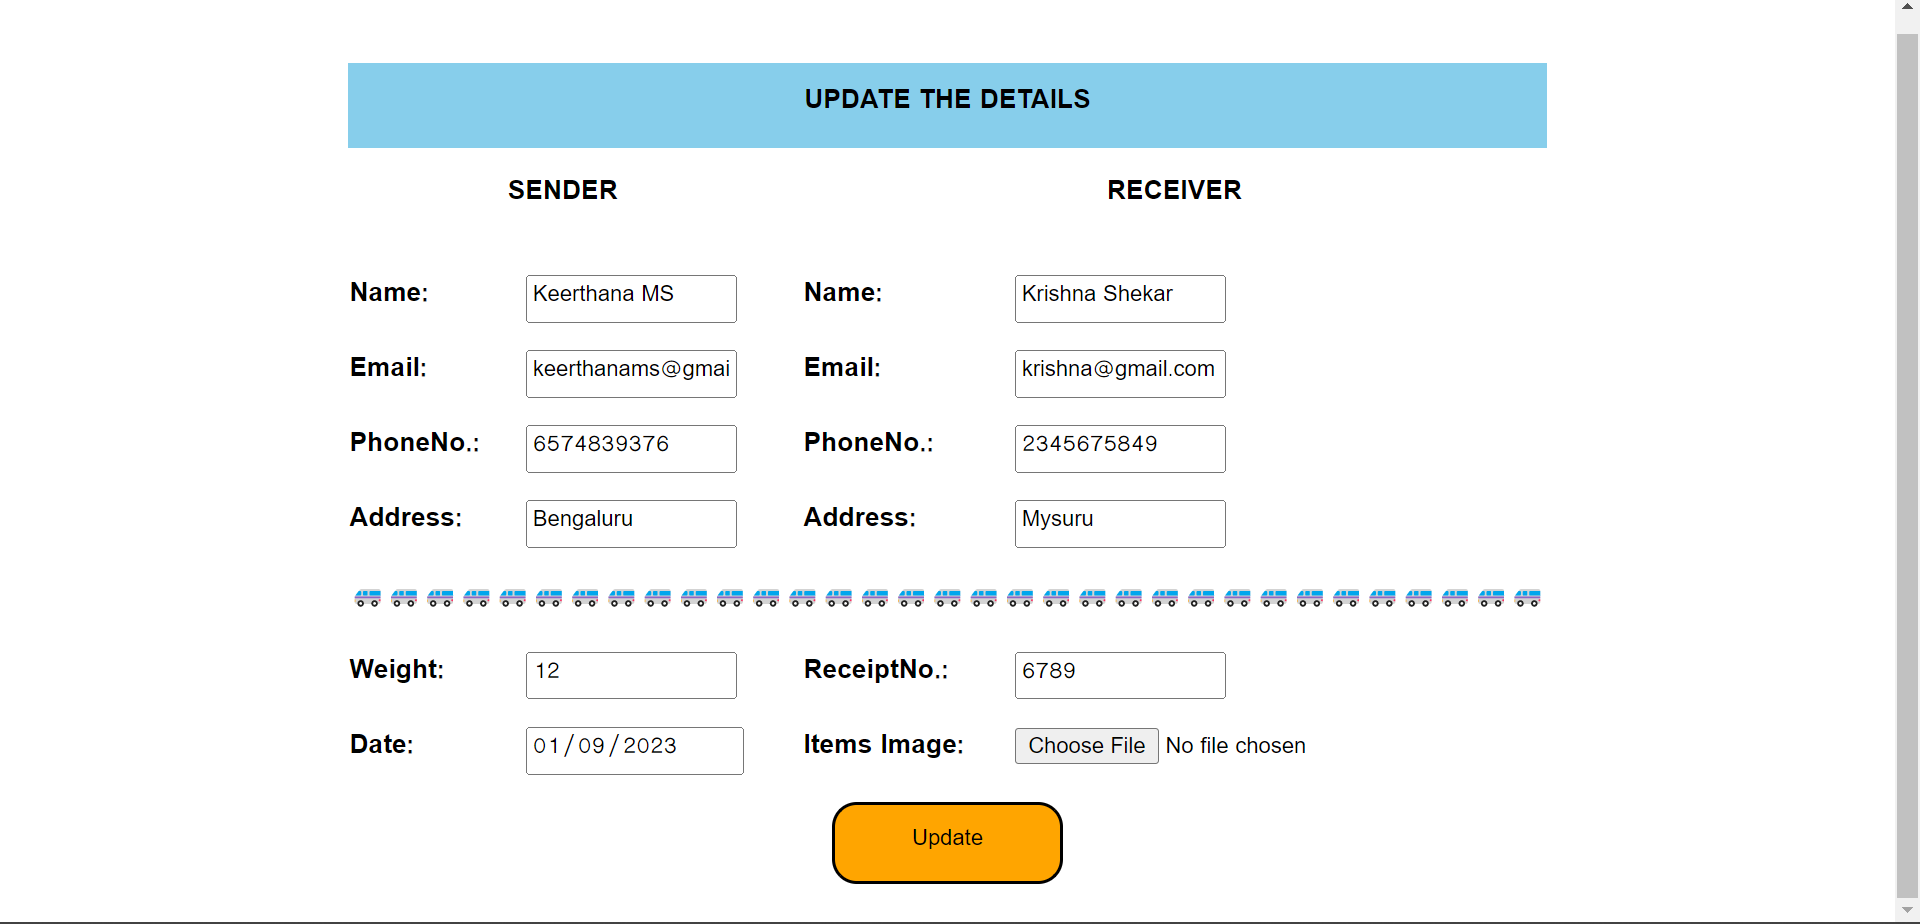 UPDATE THE DETAILS
SENDER RECEIVER
Name: Keerthana MS Name: Krishna Shekar
Email: keerthanams@gmai Email: krishna@gmail.com
PhoneNo.: 6574839376 PhoneNo.: 2345675849
Address: Bengaluru Address: Mysuru
Weight: 12 ReceiptNo.: 6789
Date: 01/09/2023 Items Image: Choose File No file chosen
Update